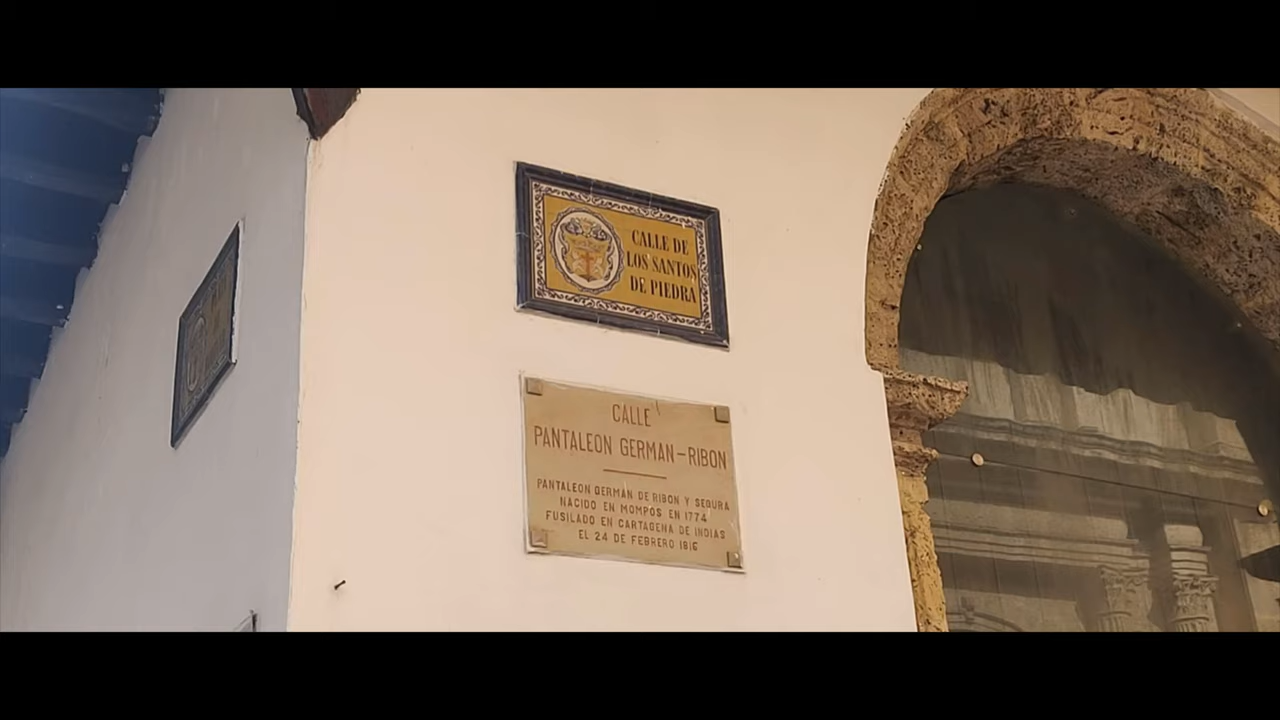 CALLE DE
LOS SANTOS
DE PIEDRA
CALLE
PANTALEON GERMAN-RIBON
PANTALEON GERMAN DE RIBON Y SEGURA
NACIDO EN MOMPOS EN 1774
FUSILADO EN CARTAGENA DE INDIAS
EL 24 DE FEBRERO 1816